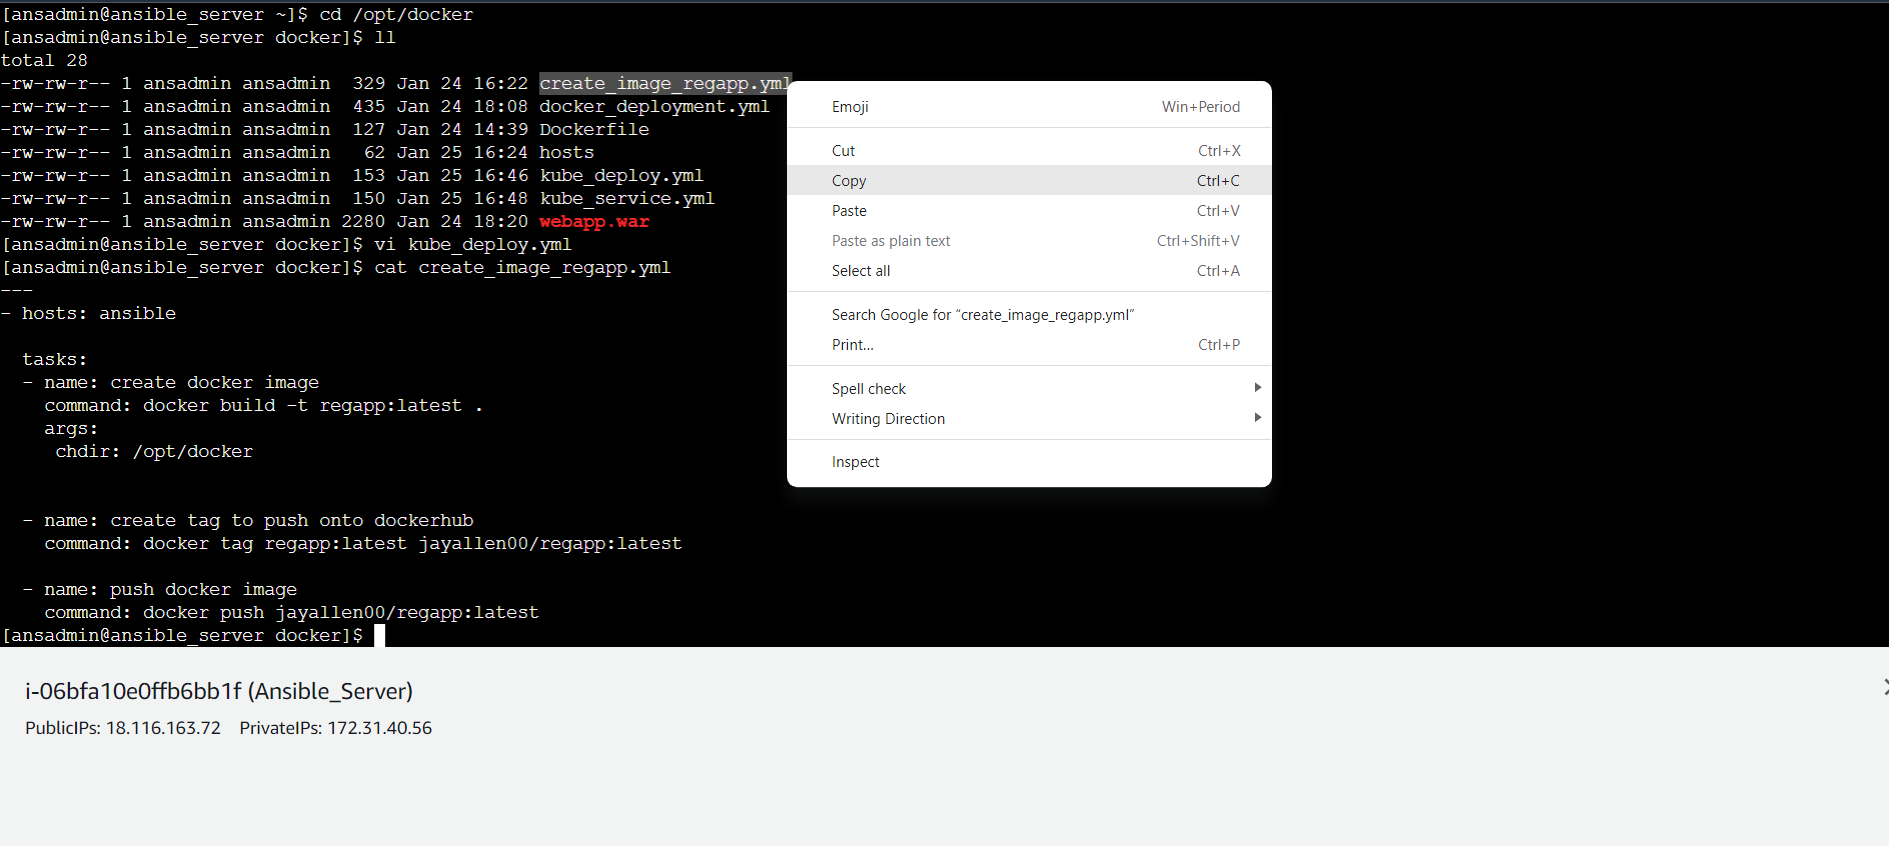 [ansadmin@ansible_server ~]$ cd /opt/docker
[ansadmin@ansible_server docker]$ ll
total 28
-rw-rw-r-- 1 ansadmin ansadmin  329 Jan 24 16:22 create_image_regapp.yml
-rw-rw-r-- 1 ansadmin ansadmin  435 Jan 24 18:08 docker_deployment.yml
-rw-rw-r-- 1 ansadmin ansadmin  127 Jan 24 14:39 Dockerfile
-rw-rw-r-- 1 ansadmin ansadmin   62 Jan 25 16:24 hosts
-rw-rw-r-- 1 ansadmin ansadmin  153 Jan 25 16:46 kube_deploy.yml
-rw-rw-r-- 1 ansadmin ansadmin  150 Jan 25 16:48 kube_service.yml
-rw-rw-r-- 1 ansadmin ansadmin 2280 Jan 24 18:20 webapp.war
[ansadmin@ansible_server docker]$ vi kube_deploy.yml
[ansadmin@ansible_server docker]$ cat create_image_regapp.yml
---
- hosts: ansible
  tasks:
  - name: create docker image
    command: docker build -t regapp:latest .
    args:
     chdir: /opt/docker
  - name: create tag to push onto dockerhub
    command: docker tag regapp:latest jayallen00/regapp:latest
  - name: push docker image
    command: docker push jayallen00/regapp:latest
[ansadmin@ansible_server docker]$
Emoji Win+Period
Cut Ctrl+X
Copy Ctrl+C
Paste Ctrl+V
Paste as plain text Ctrl+Shift+V
Select all Ctrl+A
Search Google for “create_image_regapp.yml”
Print... Ctrl+P
Spell check
Writing Direction
Inspect
i-06bfa10e0ffb6bb1f (Ansible_Server)
PublicIPs: 18.116.163.72 PrivateIPs: 172.31.40.56